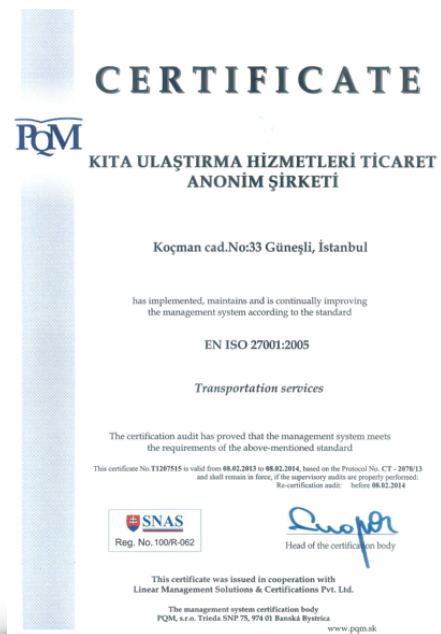 CERTIFICATE
PQM
KITA ULAŞTIRMA HİZMETLERİ TİCARET
ANONİM ŞİRKETİ
Koçman cad.No:33 Güneşli, İstanbul
has implemented, maintains and is continually improving
the management system according to the standard
EN ISO 27001:2005
Transportation services
The certification audit has proved that the management system meets
the requirements of the above-mentioned standard
This certificate No.T1207515 is valid from 08.02.2013 to 08.02.2014, based on the Protocol No. CT - 2078/13
and shall remain in force, if the supervisory audits are properly performed:
Re-certification audit: before 08.02.2014
SNAS
Reg. No. 100/R-062
Head of the certification body
This certificate was issued in cooperation with
Linear Management Solutions & Certifications Pvt. Ltd.
The management system certification body
PQM, s.r.o. Trieda SNP 75, 974 01 Banská Bystrica
www.pqm.sk